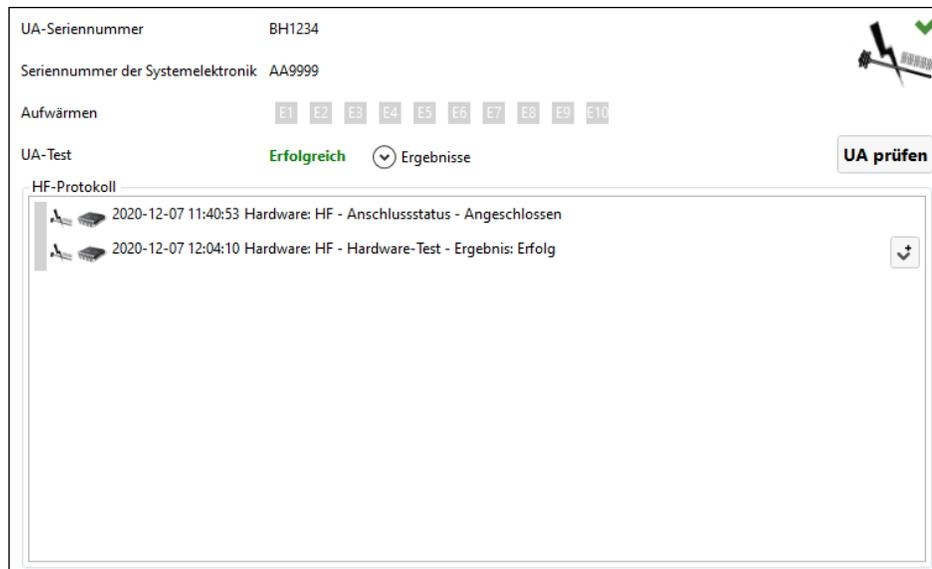 UA-Seriennummer BH1234
Seriennummer der Systemelektronik AA9999
Aufwärmen E1 E2 E3 E4 E5 E6 E7 E8 E9 E10
UA-Test Erfolgreich Ergebnisse UA prüfen
HF-Protokoll
2020-12-07 11:40:53 Hardware: HF - Anschlussstatus - Angeschlossen
2020-12-07 12:04:10 Hardware: HF - Hardware-Test - Ergebnis: Erfolg